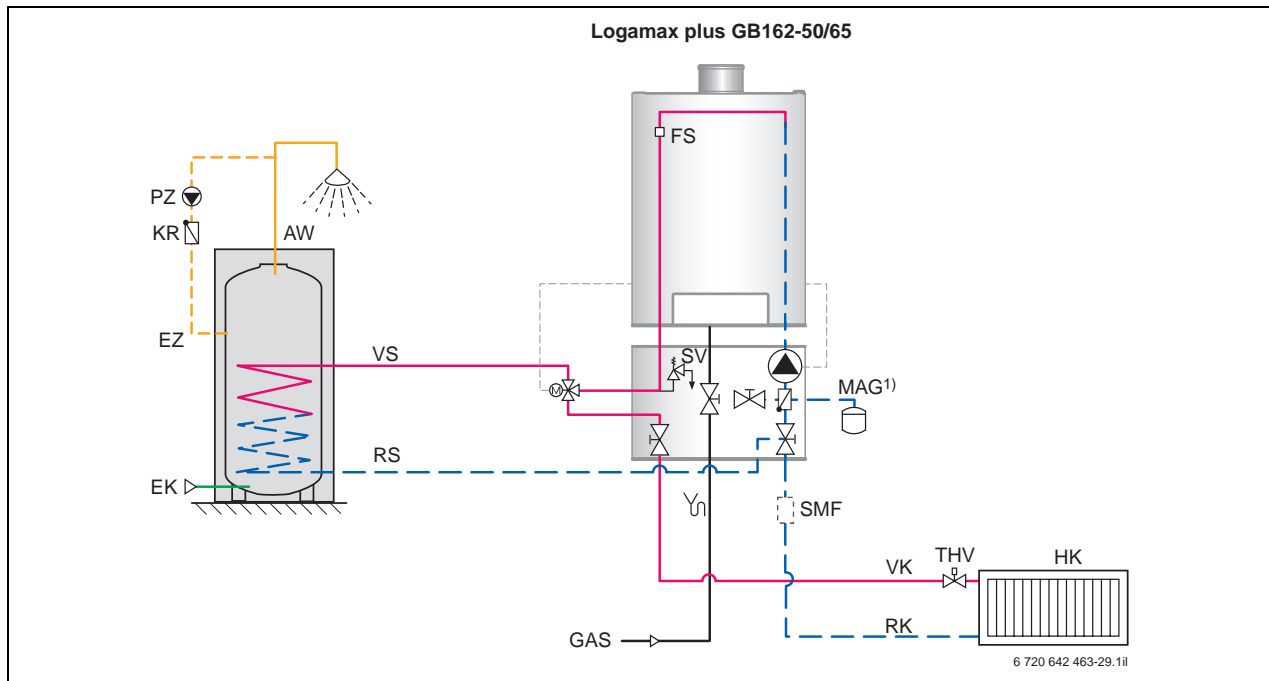 Logamax plus GB162-50/65
FS
PZ
KR
AW
EZ
VS
SV
M
MAG1)
RS
EK
SMF
THV
HK
VK
GAS
RK
6 720 642 463-29.1il